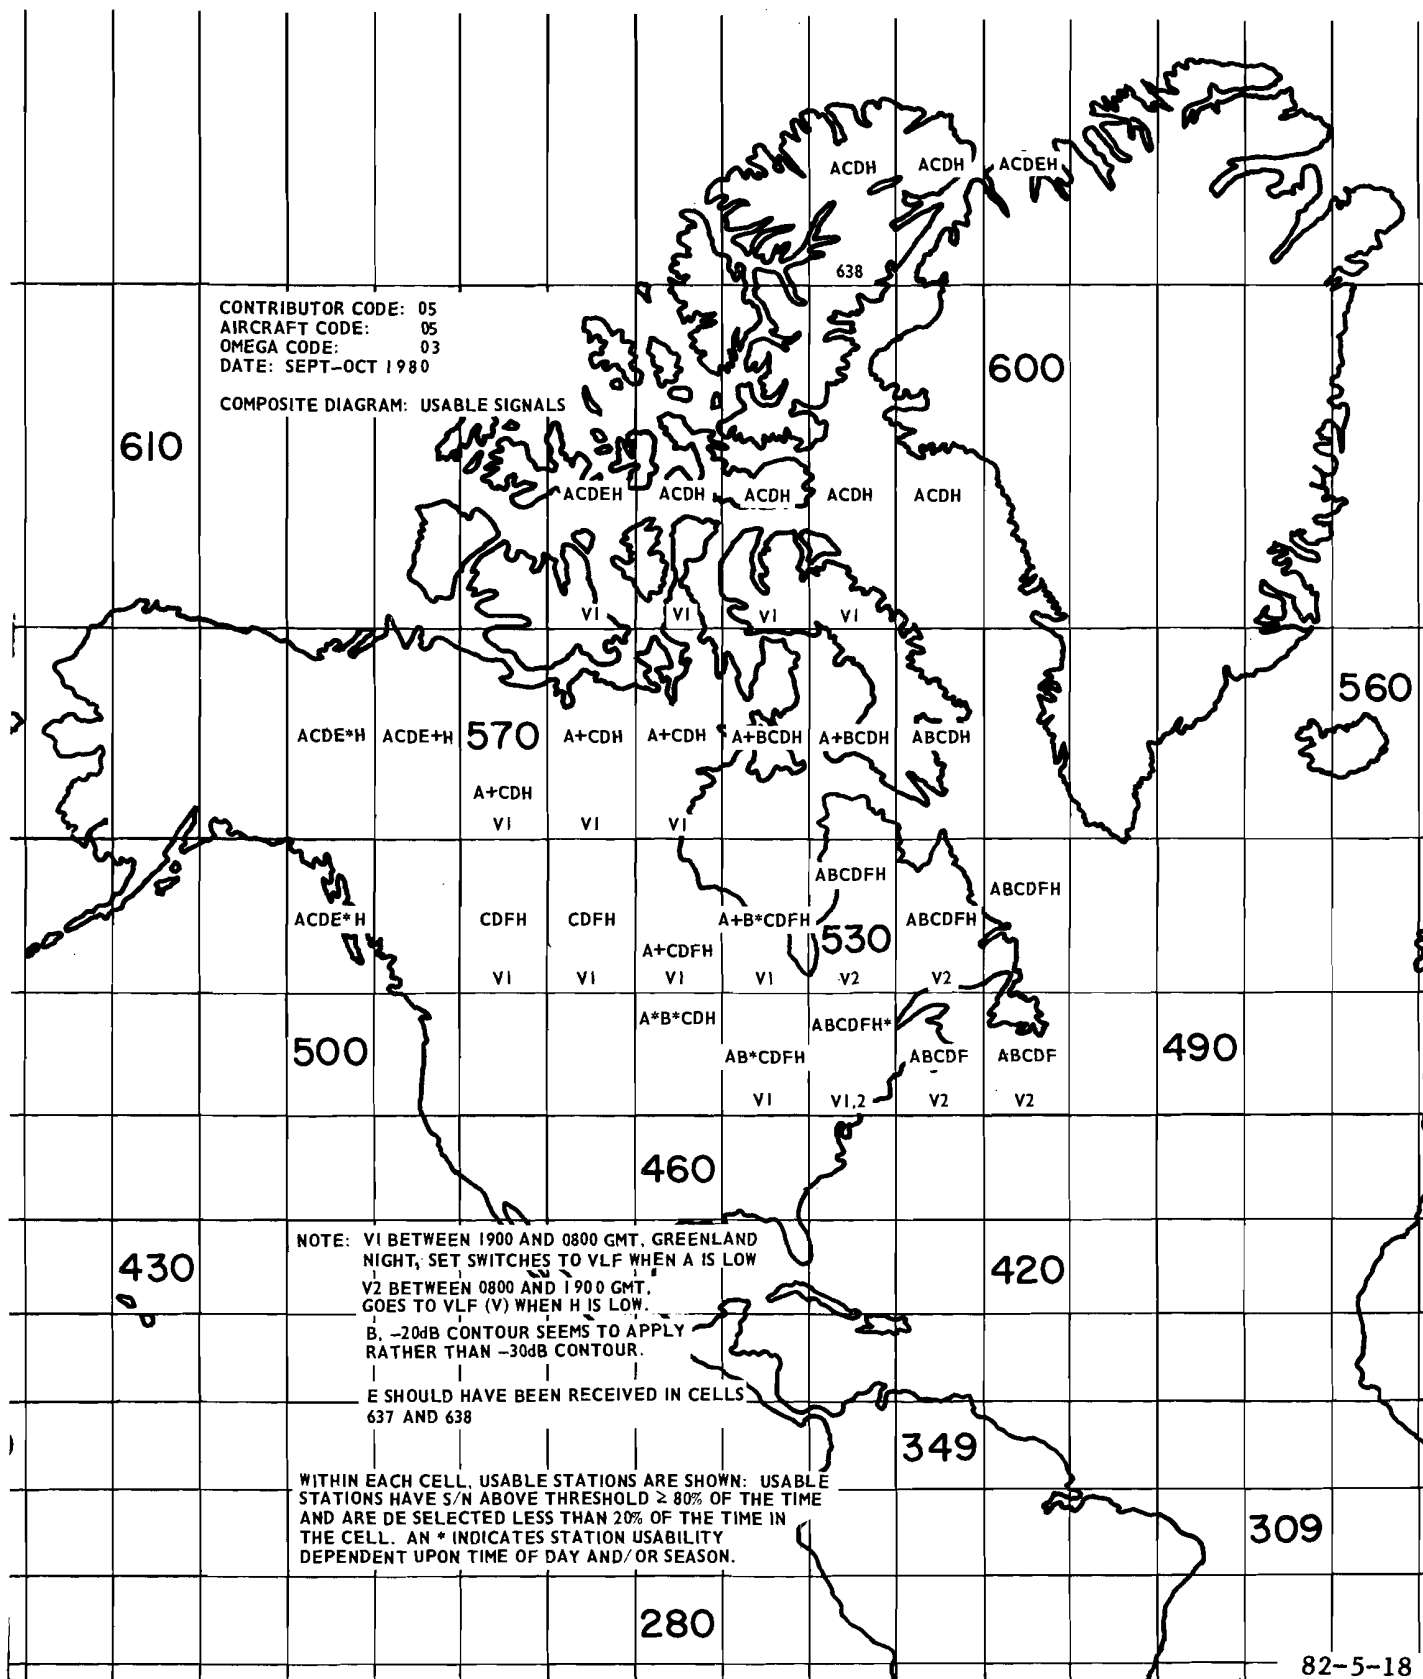 ACDH ACDH ACDEH
638
CONTRIBUTOR CODE: 05
AIRCRAFT CODE: 05
OMEGA CODE: 03
DATE: SEPT-OCT 1980
600
COMPOSITE DIAGRAM: USABLE SIGNALS
610
ACDEH ACDH ACDH ACDH ACDH
V1 V1 V1 V1
560
ACDE*H ACDE+H 570 A+CDH A+CDH A+BCDH A+BCDH ABCDH
A+CDH
V1 V1 V1
ABCDFH ABCDFH
ACDE*H CDFH CDFH A+B*CDFH ABCDFH
530
A+CDFH
V1 V1 V1 V1 V2 V2
A*B*CDH ABCDFH*
500 AB*CDFH ABCDF ABCDF 490
V1 V1,2 V2 V2
460
NOTE: V1 BETWEEN 1900 AND 0800 GMT, GREENLAND
NIGHT, SET SWITCHES TO VLF WHEN A IS LOW
430 420
V2 BETWEEN 0800 AND 1900 GMT,
GOES TO VLF (V) WHEN H IS LOW.
B, -20dB CONTOUR SEEMS TO APPLY
RATHER THAN -30dB CONTOUR.
E SHOULD HAVE BEEN RECEIVED IN CELLS
637 AND 638
349
WITHIN EACH CELL, USABLE STATIONS ARE SHOWN: USABLE
STATIONS HAVE S/N ABOVE THRESHOLD ≥ 80% OF THE TIME
AND ARE DE SELECTED LESS THAN 20% OF THE TIME IN
THE CELL. AN * INDICATES STATION USABILITY
DEPENDENT UPON TIME OF DAY AND/OR SEASON.
309
280
82-5-18